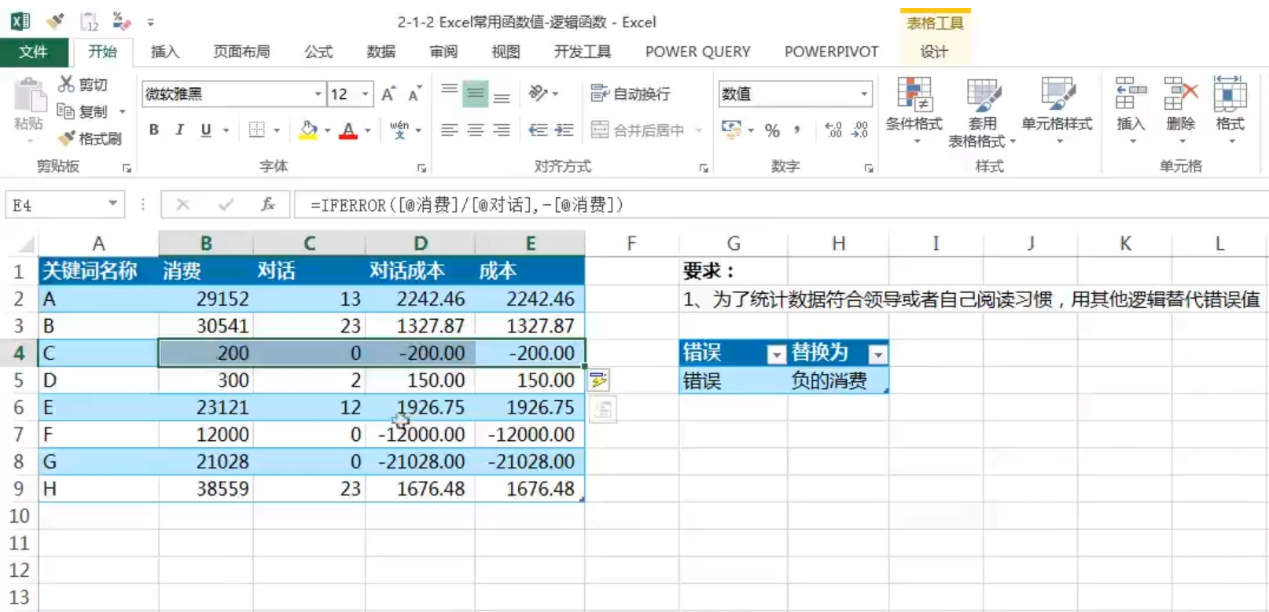 2-1-2 Excel常用函数值-逻辑函数 - Excel
表格工具
文件 开始 插入 页面布局 公式 数据 审阅 视图 开发工具 POWER QUERY POWERPIVOT 设计
粘贴 剪切 复制 格式刷
微软雅黑 12
B I U wén 文
自动换行
合并后居中
数值
% ,
条件格式 套用 表格格式 单元格样式 插入 删除 格式
剪贴板 字体 对齐方式 数字 样式 单元格
E4 fx =IFERROR([@消费]/[@对话],-[@消费])
A B C D E F G H I J K L
1 关键词名称 消费 对话 对话成本 成本 要求：
2 A 29152 13 2242.46 2242.46 1、为了统计数据符合领导或者自己阅读习惯，用其他逻辑替代错误值
3 B 30541 23 1327.87 1327.87
4 C 200 0 -200.00 -200.00 错误 替换为
5 D 300 2 150.00 150.00 错误 负的消费
6 E 23121 12 1926.75 1926.75
7 F 12000 0 -12000.00 -12000.00
8 G 21028 0 -21028.00 -21028.00
9 H 38559 23 1676.48 1676.48
10
11
12
13